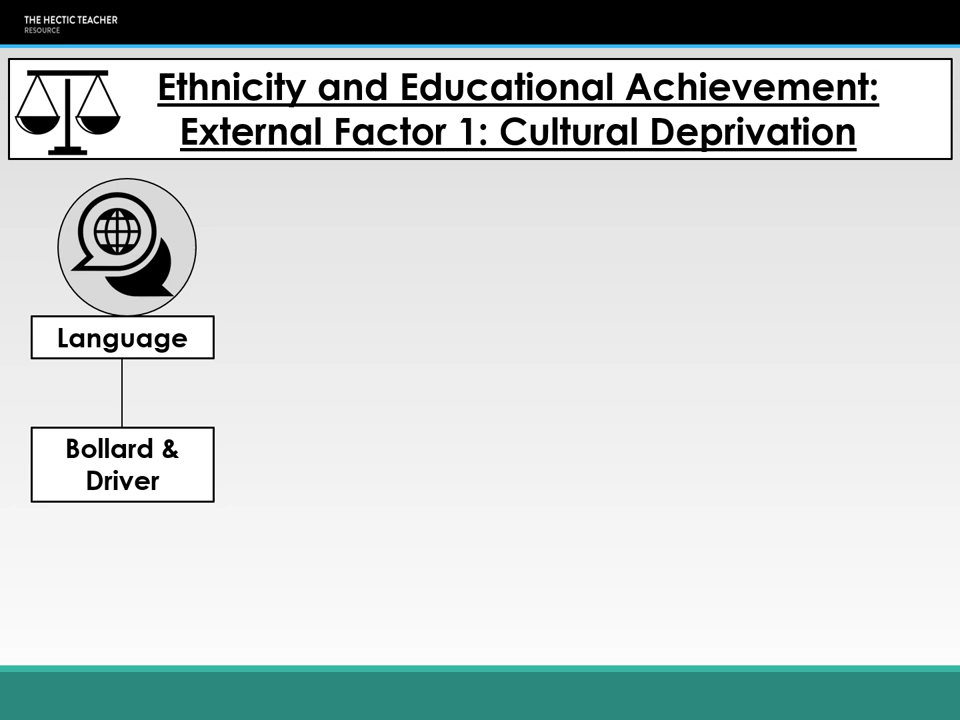 THE HECTIC TEACHER
RESOURCE
Ethnicity and Educational Achievement:
External Factor 1: Cultural Deprivation
Language
Bollard &
Driver